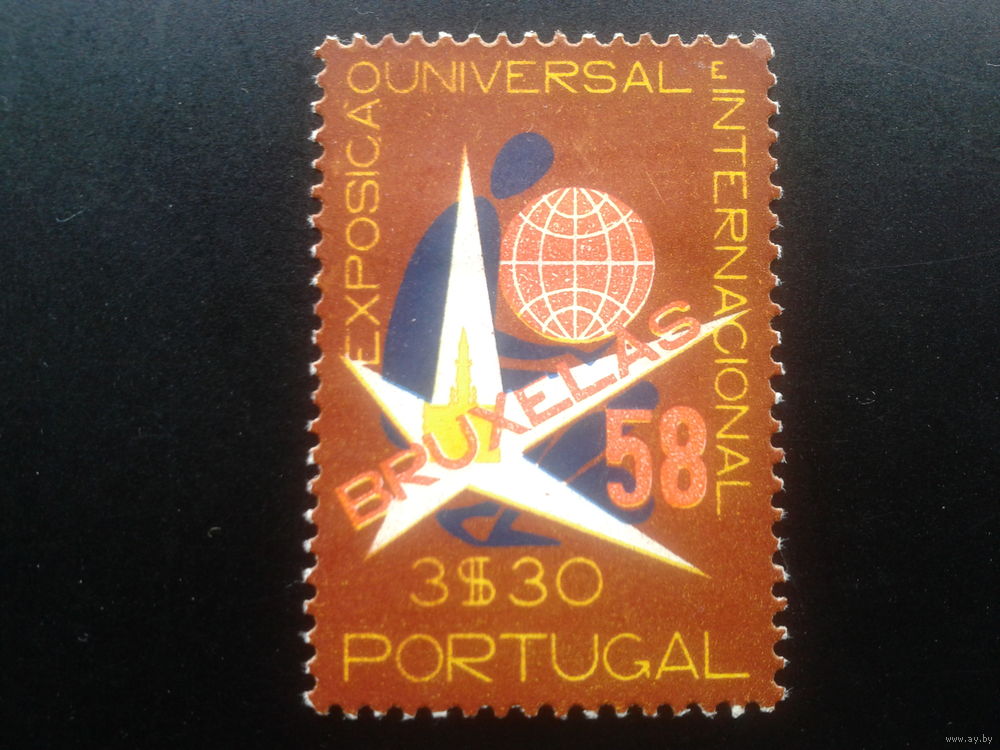 EXPOSIÇÃO UNIVERSAL E INTERNACIONAL
BRUXELAS
58
3$30
PORTUGAL
www.ay.by